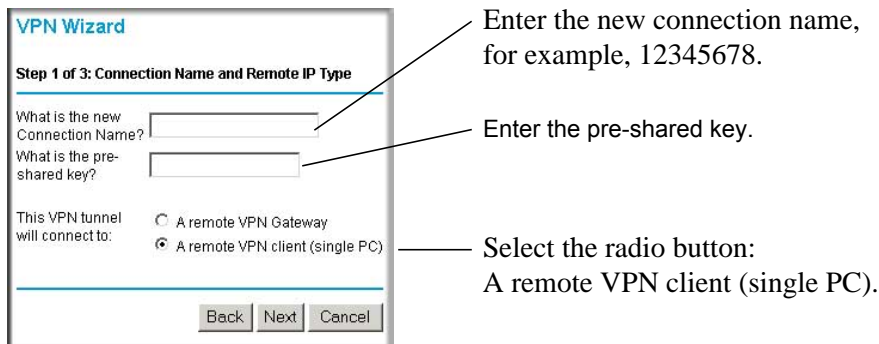 VPN Wizard
Step 1 of 3: Connection Name and Remote IP Type
What is the new
Connection Name?
What is the pre-
shared key?
This VPN tunnel
will connect to:
A remote VPN Gateway
A remote VPN client (single PC)
Back Next Cancel
Enter the new connection name,
for example, 12345678.
Enter the pre-shared key.
Select the radio button:
A remote VPN client (single PC).